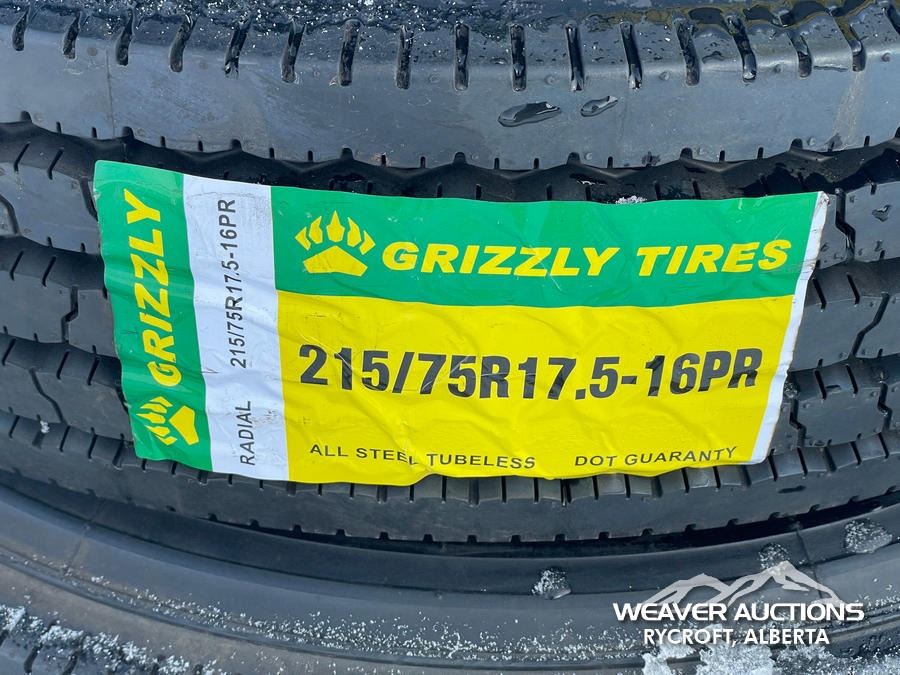 GRIZZLY
RADIAL 215/75R17.5-16PR
GRIZZLY TIRES
215/75R17.5-16PR
ALL STEEL TUBELESS DOT GUARANTY
WEAVER AUCTIONS
RYCROFT, ALBERTA